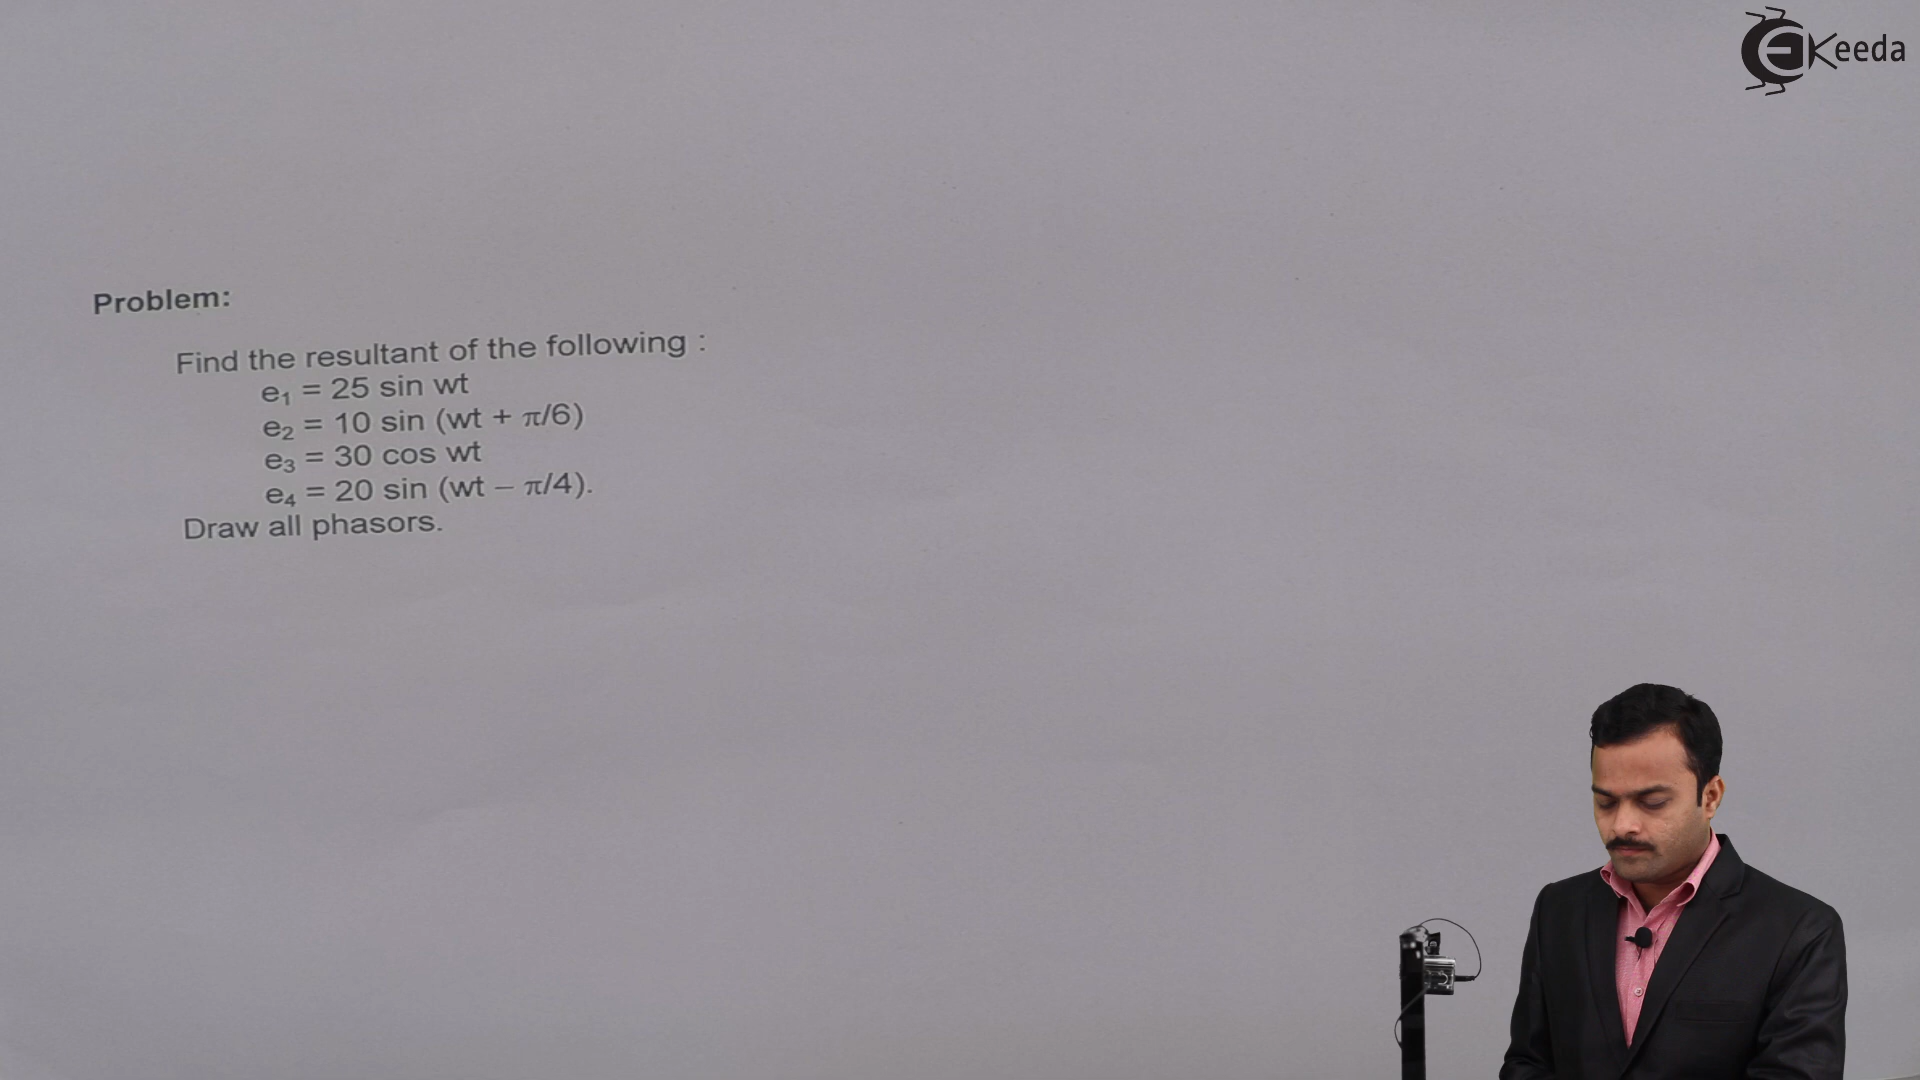 eKeeda
Problem:
Find the resultant of the following :
e₁ = 25 sin wt
e₂ = 10 sin (wt + π/6)
e₃ = 30 cos wt
e₄ = 20 sin (wt – π/4).
Draw all phasors.